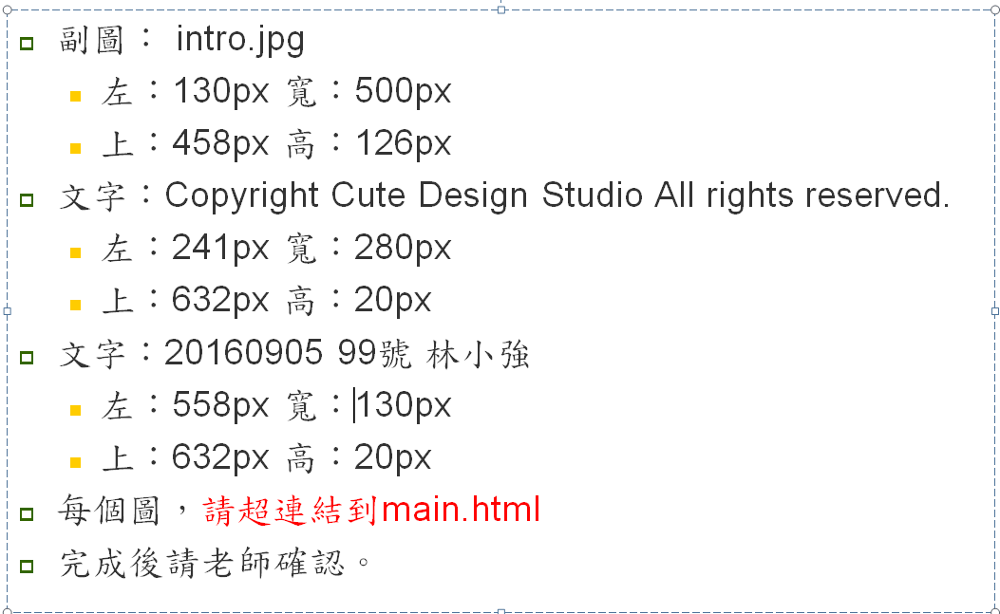 副圖： intro.jpg
左：130px 寬：500px
上：458px 高：126px
文字：Copyright Cute Design Studio All rights reserved.
左：241px 寬：280px
上：632px 高：20px
文字：20160905 99號 林小強
左：558px 寬：130px
上：632px 高：20px
每個圖，請超連結到main.html
完成後請老師確認。